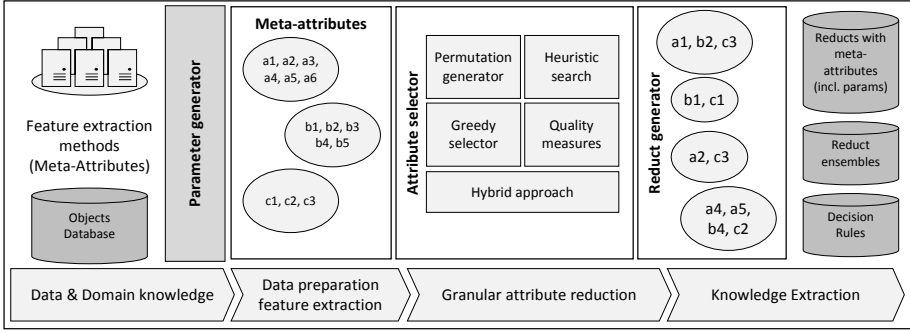 Feature extraction
methods
(Meta-Attributes)
Objects
Database
Parameter generator
Meta-attributes
a1, a2, a3,
a4, a5, a6
b1, b2, b3
b4, b5
c1, c2, c3
Attribute selector
Permutation
generator
Heuristic
search
Greedy
selector
Quality
measures
Hybrid approach
Reduct generator
a1, b2, c3
b1, c1
a2, c3
a4, a5,
b4, c2
Reducts with
meta-
attributes
(incl. params)
Reduct
ensembles
Decision
Rules
Data & Domain knowledge
Data preparation
feature extraction
Granular attribute reduction
Knowledge Extraction